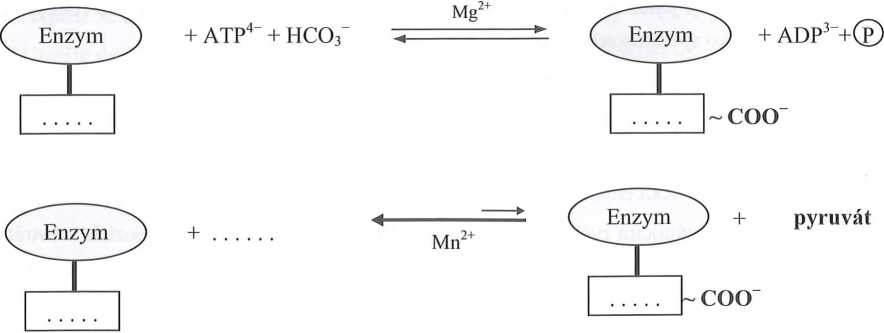 Mg²⁺
Enzym + ATP⁴⁻ + HCO₃⁻ Enzym + ADP³⁻ + P
..... ..... ~ COO⁻
Enzym + ...... Enzym + pyruvát
Mn²⁺
..... ..... ~ COO⁻